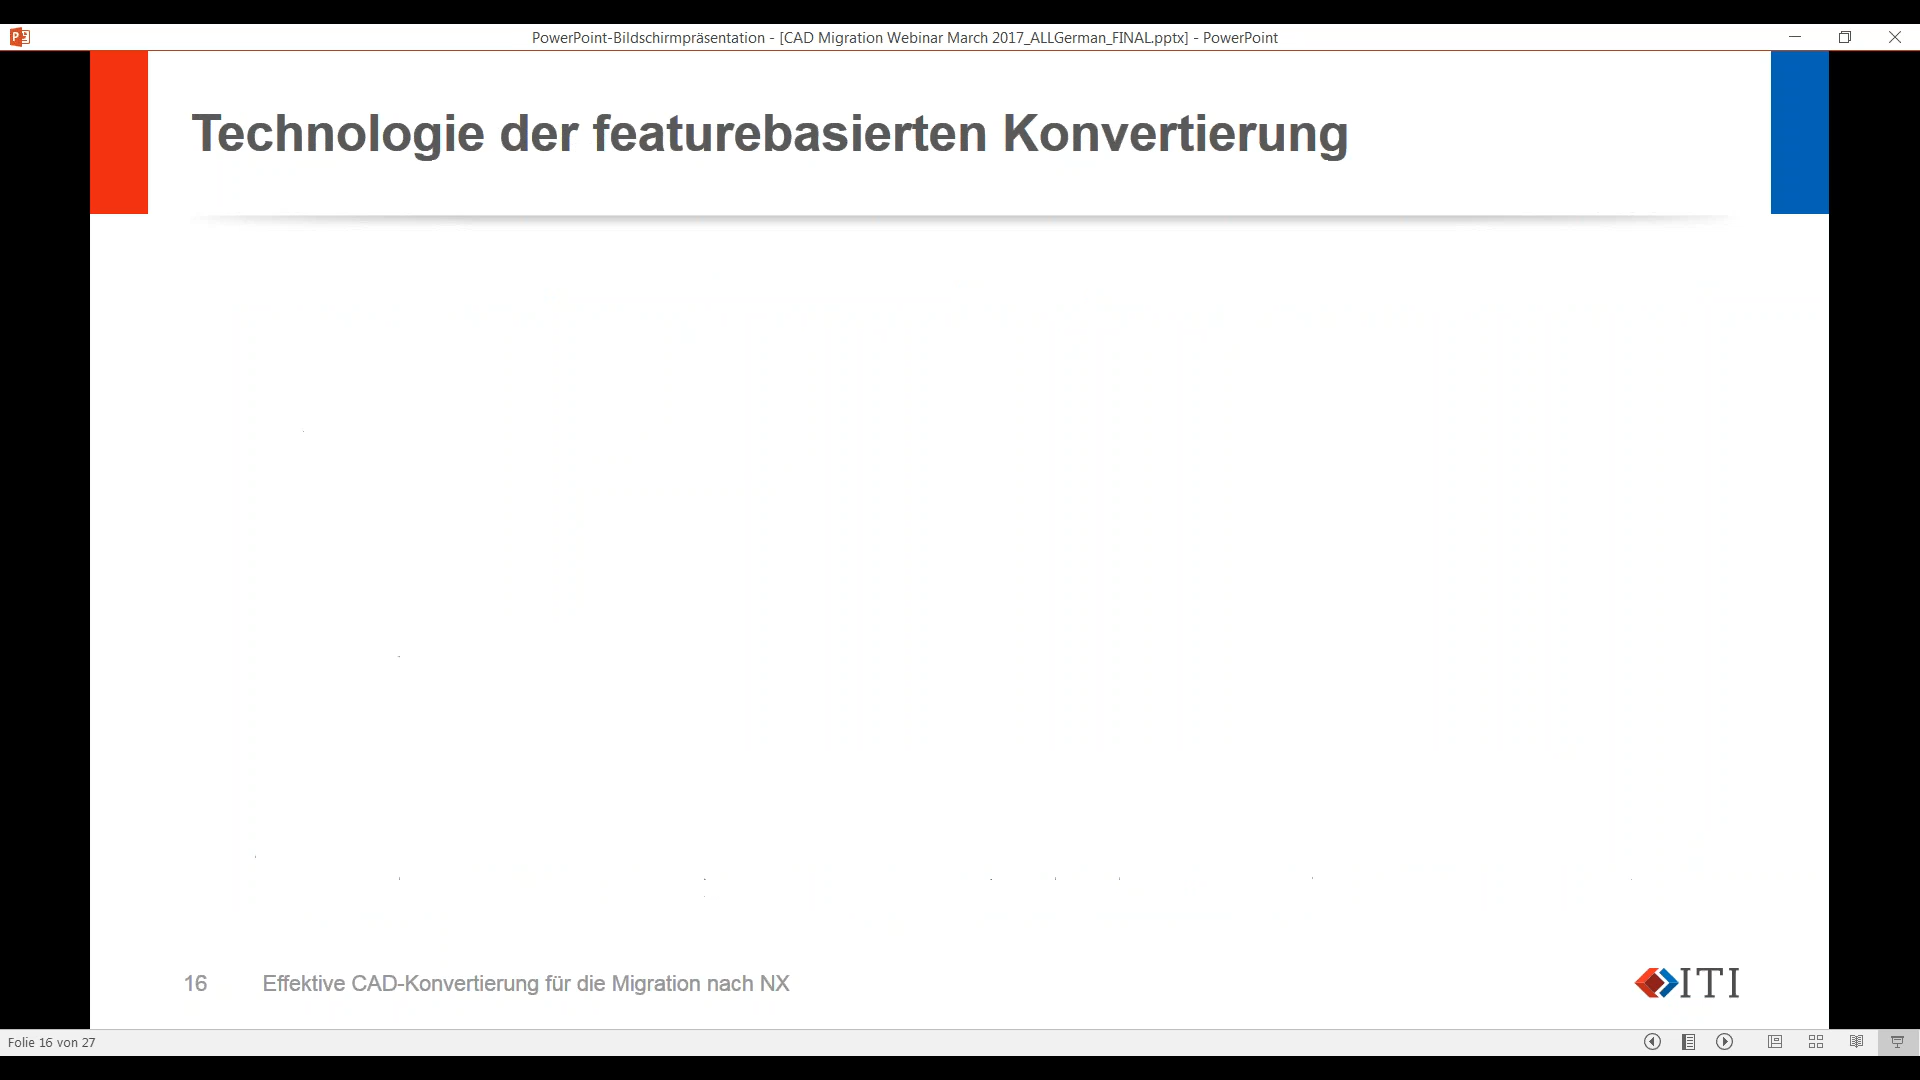 PowerPoint-Bildschirmpräsentation - [CAD Migration Webinar March 2017_ALLGerman_FINAL.pptx] - PowerPoint
Technologie der featurebasierten Konvertierung
16 Effektive CAD-Konvertierung für die Migration nach NX
ITI
Folie 16 von 27